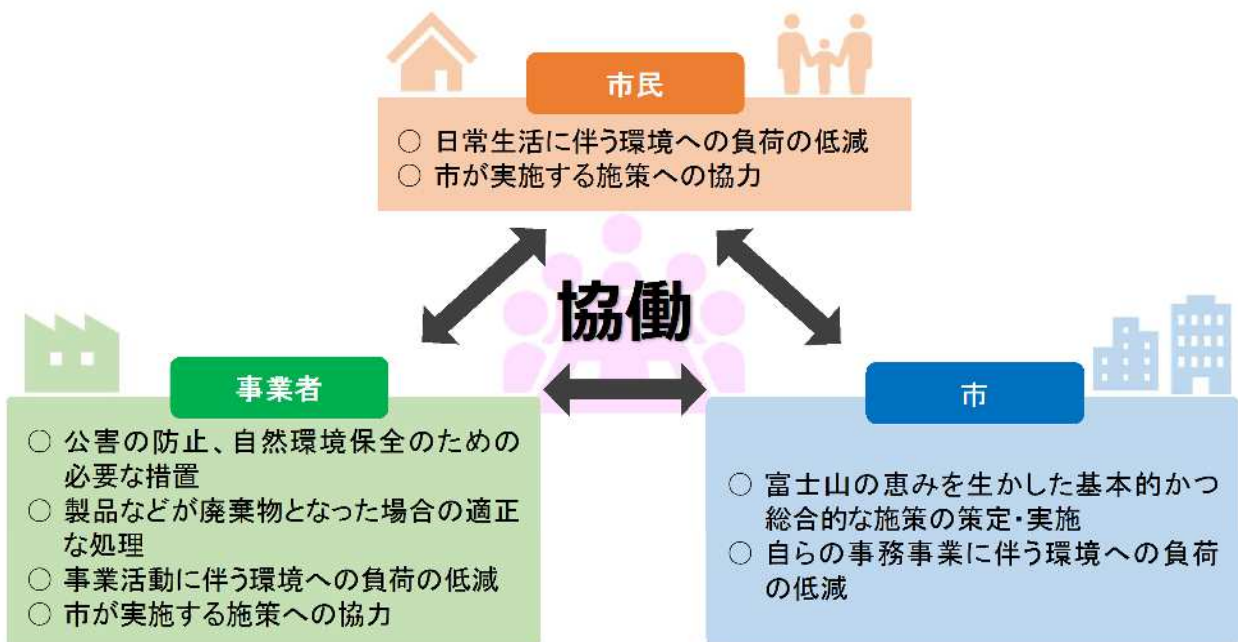 市民
○ 日常生活に伴う環境への負荷の低減
○ 市が実施する施策への協力
協働
事業者
○ 公害の防止、自然環境保全のための
必要な措置
○ 製品などが廃棄物となった場合の適正
な処理
○ 事業活動に伴う環境への負荷の低減
○ 市が実施する施策への協力
市
○ 富士山の恵みを生かした基本的かつ
総合的な施策の策定・実施
○ 自らの事務事業に伴う環境への負荷
の低減